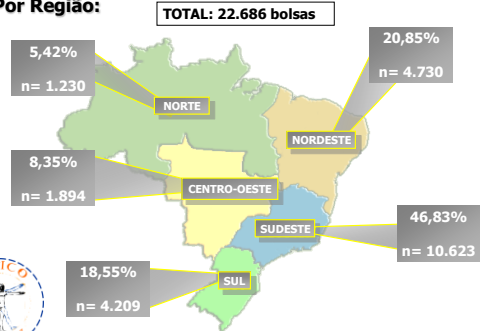 Por Região:
TOTAL: 22.686 bolsas
5,42%
n= 1.230
20,85%
n= 4.730
NORTE
NORDESTE
8,35%
n= 1.894
CENTRO-OESTE
46,83%
n= 10.623
SUDESTE
18,55%
n= 4.209
SUL
ICO